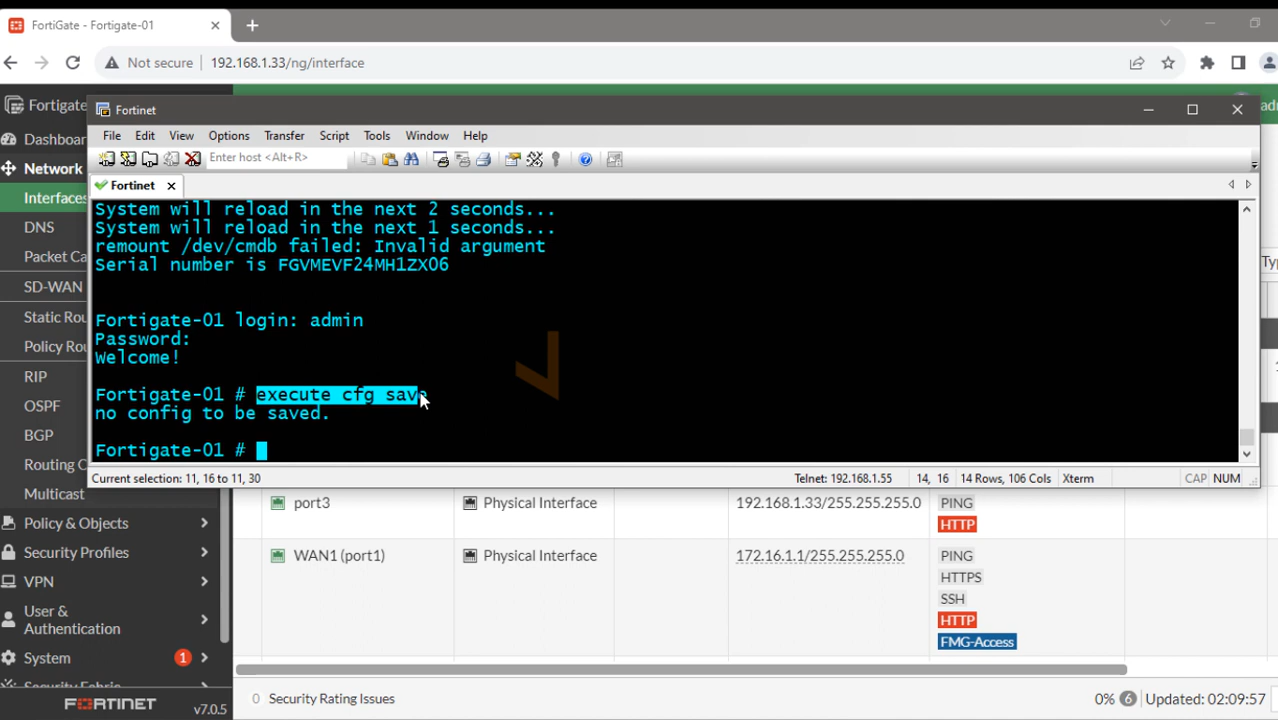 FortiGate - Fortigate-01
Not secure
192.168.1.33/ng/interface
Fortigate
Fortinet
File Edit View Options Transfer Script Tools Window Help
Enter host <Alt+R>
Fortinet
System will reload in the next 2 seconds...
System will reload in the next 1 seconds...
remount /dev/cmdb failed: Invalid argument
Serial number is FGVMEVF24MH1ZXO6
Fortigate-01 login: admin
Password:
Welcome!
Fortigate-01 # execute cfg save
no config to be saved.
Fortigate-01 #
Current selection: 11, 16 to 11, 30
Telnet: 192.168.1.55
14, 16
14 Rows, 106 Cols
Xterm
CAP NUM
Dashboar
Network
Interfaces
DNS
Packet Ca
SD-WAN
Static Rou
Policy Rou
RIP
OSPF
BGP
Routing
Multicast
Policy & Objects
Security Profiles
VPN
User &
Authentication
System 1
Security Fabric
FORTINET
v7.0.5
port3 Physical Interface 192.168.1.33/255.255.255.0 PING
HTTP
WAN1 (port1) Physical Interface 172.16.1.1/255.255.255.0 PING
HTTPS
SSH
HTTP
FMG-Access
0 Security Rating Issues
0% 6 Updated: 02:09:57